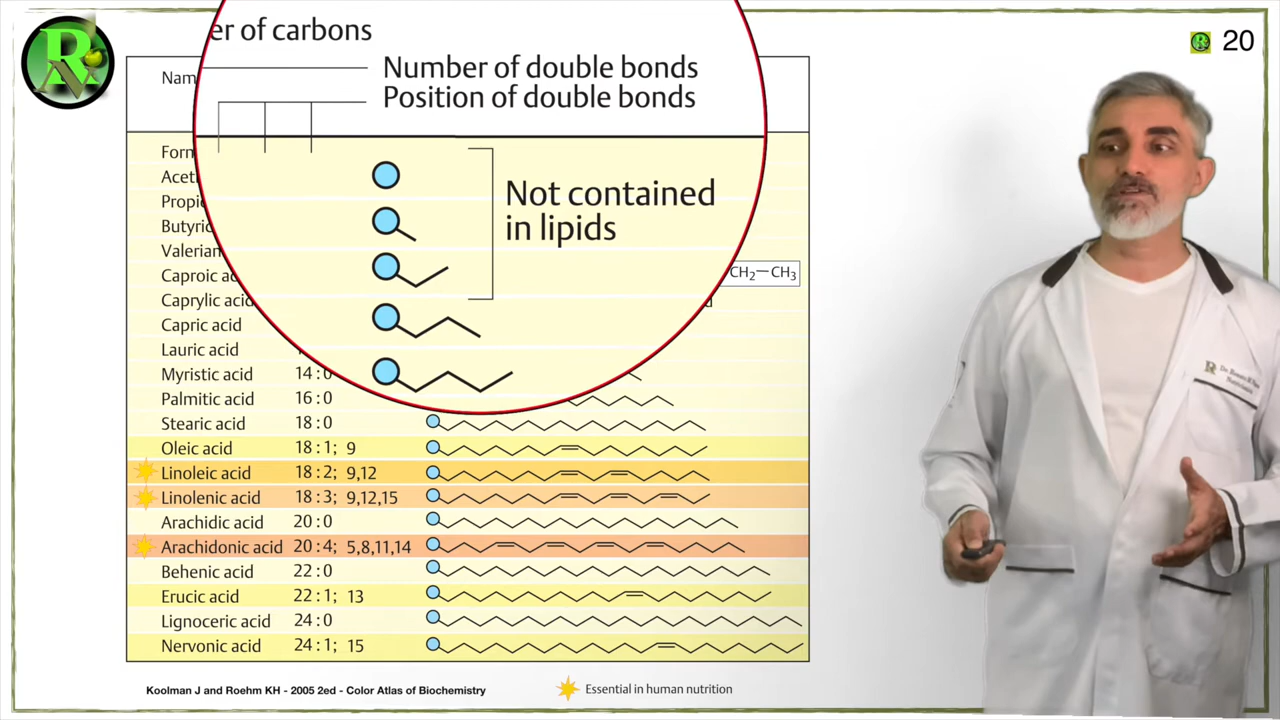 20
er of carbons
Number of double bonds
Position of double bonds
Nam
Form
Acet
Propi
Butyri
Valerian
Caproic ac
Caprylic acid
Capric acid
Lauric acid
Myristic acid 14:0
Palmitic acid 16:0
Stearic acid 18:0
Oleic acid 18:1; 9
Linoleic acid 18:2; 9,12
Linolenic acid 18:3; 9,12,15
Arachidic acid 20:0
Arachidonic acid 20:4; 5,8,11,14
Behenic acid 22:0
Erucic acid 22:1; 13
Lignoceric acid 24:0
Nervonic acid 24:1; 15
Not contained
in lipids
CH2—CH3
Koolman J and Roehm KH - 2005 2ed - Color Atlas of Biochemistry
Essential in human nutrition